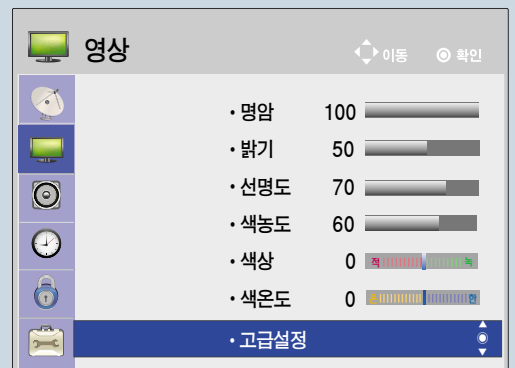 영상 이동 확인
• 명암 100
• 밝기 50
• 선명도 70
• 색농도 60
• 색상 0 적 녹
• 색온도 0 한
• 고급설정